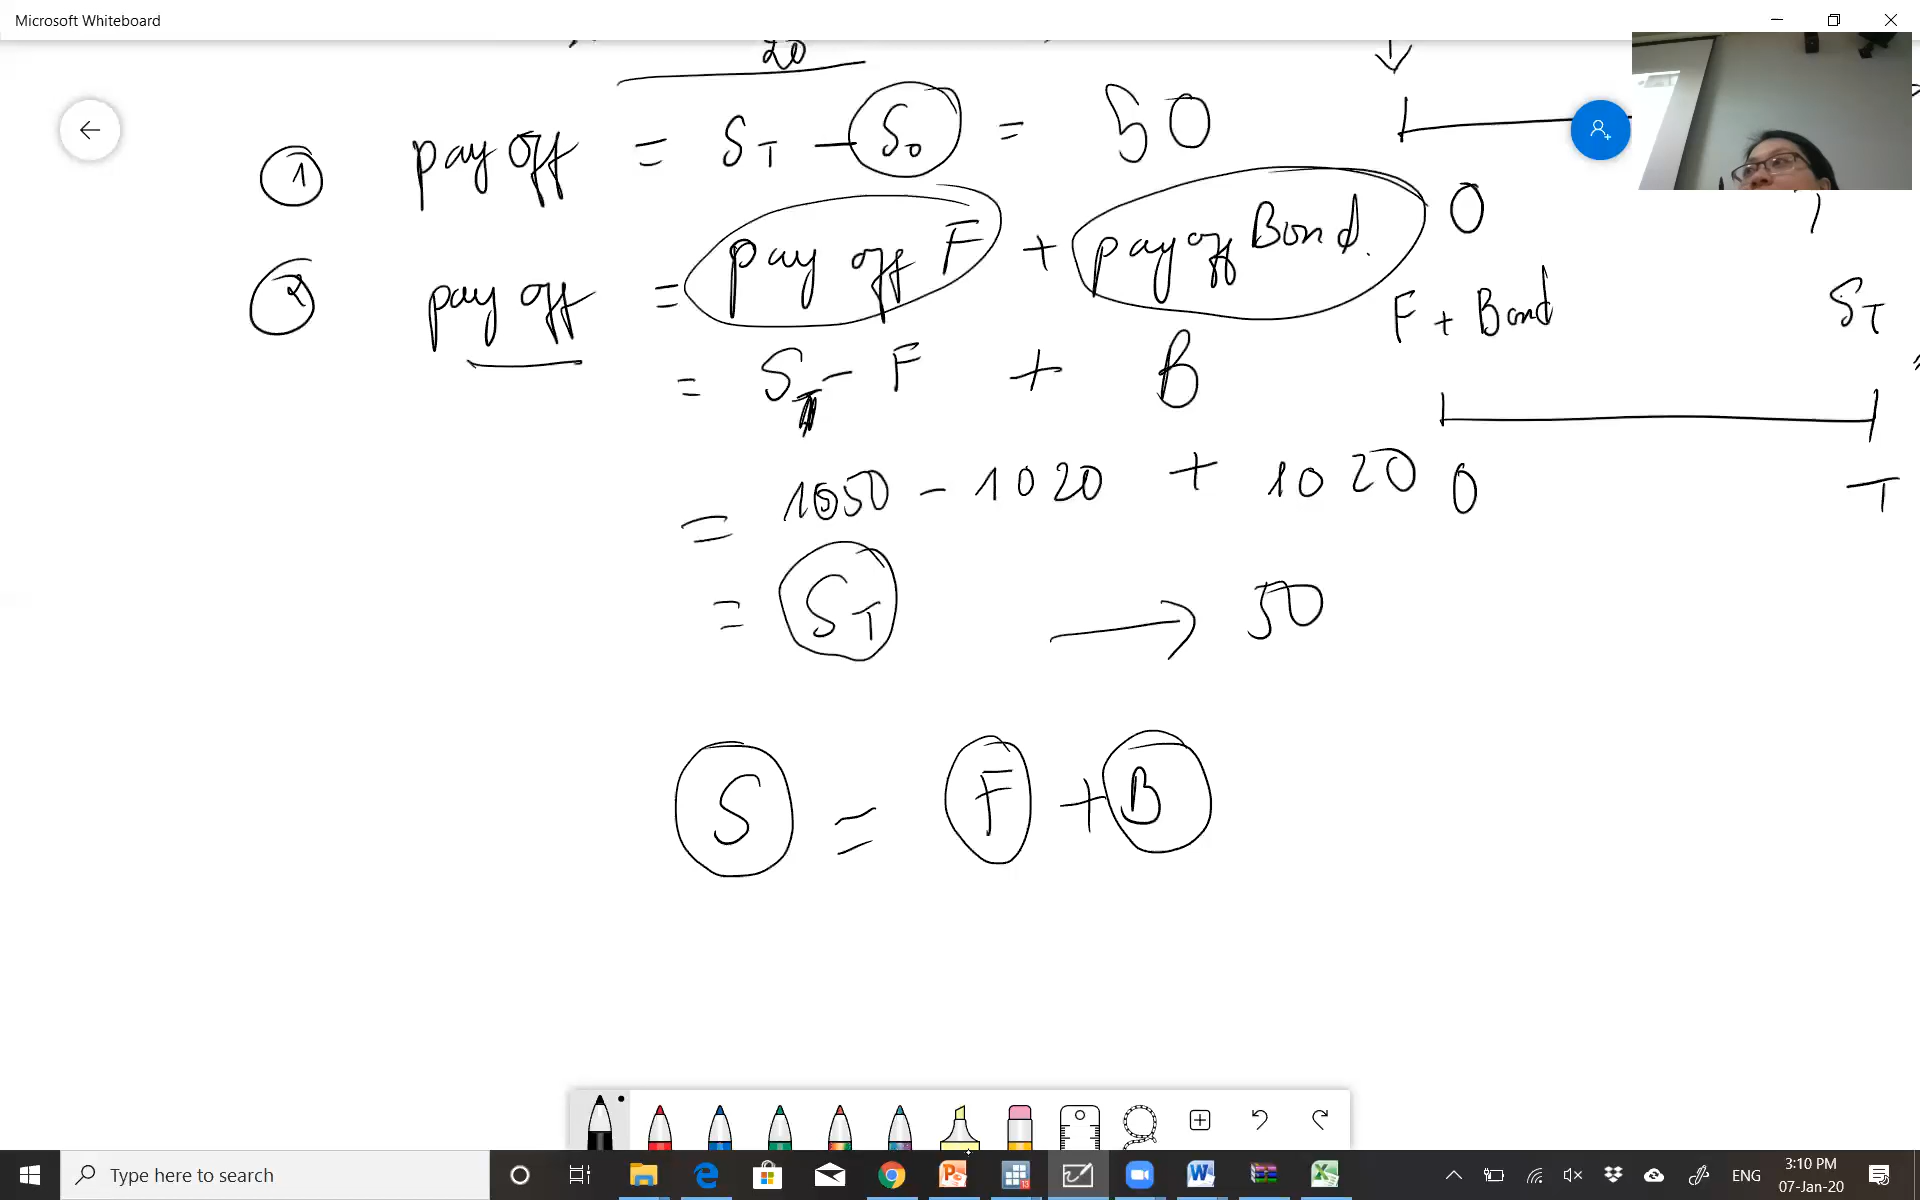 Microsoft Whiteboard
20
① pay off = S_T - S_0 = 50
0
② pay off = pay off F + pay off Bond.
F + Bond
S_T
= S_T - F + B
= 1050 - 1020 + 1020
0
T
= S_T → 50
S = F + B
Type here to search
13
ENG
3:10 PM
07-Jan-20